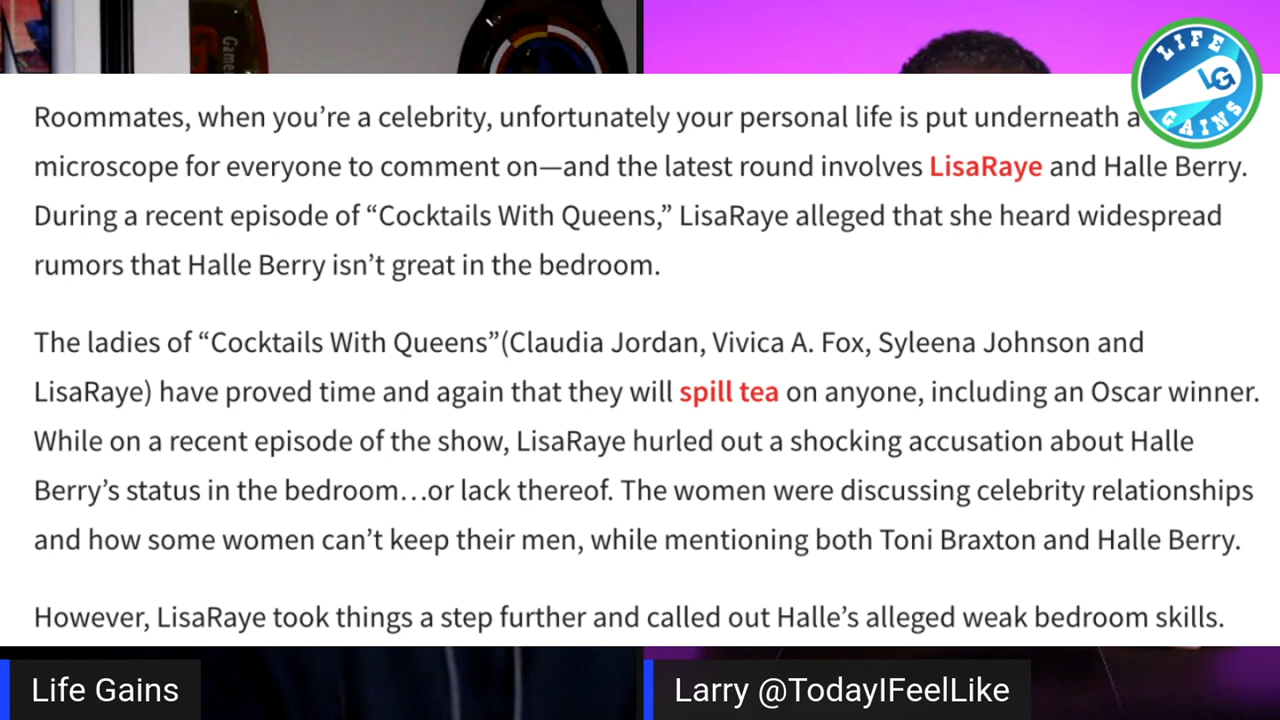 Games
LIFE
LG
GAINS
Roommates, when you’re a celebrity, unfortunately your personal life is put underneath a
microscope for everyone to comment on—and the latest round involves LisaRaye and Halle Berry.
During a recent episode of “Cocktails With Queens,” LisaRaye alleged that she heard widespread
rumors that Halle Berry isn’t great in the bedroom.
The ladies of “Cocktails With Queens”(Claudia Jordan, Vivica A. Fox, Syleena Johnson and
LisaRaye) have proved time and again that they will spill tea on anyone, including an Oscar winner.
While on a recent episode of the show, LisaRaye hurled out a shocking accusation about Halle
Berry’s status in the bedroom…or lack thereof. The women were discussing celebrity relationships
and how some women can’t keep their men, while mentioning both Toni Braxton and Halle Berry.
However, LisaRaye took things a step further and called out Halle’s alleged weak bedroom skills.
Life Gains
Larry @TodayIFeelLike